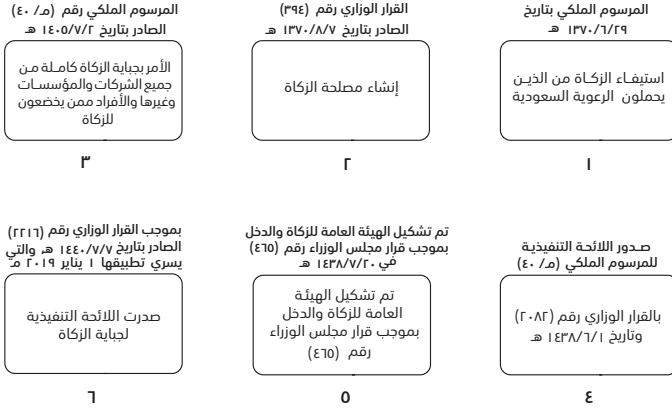 المرسوم الملكي بتاريخ
١٣٧٠/٦/٢٩ هـ
استيفاء الزكاة من الذين
يحملون الرعوية السعودية
١
القرار الوزاري رقم (٣٩٤)
الصادر بتاريخ ١٣٧٠/٨/٧ هـ
إنشاء مصلحة الزكاة
٢
المرسوم الملكي رقم (م/ ٤٠)
الصادر بتاريخ ١٤٠٥/٧/٢ هـ
الأمر بجباية الزكاة كاملة من
جميع الشركات والمؤسسات
وغيرها والأفراد ممن يخضعون
للزكاة
٣
صدور اللائحة التنفيذية
للمرسوم الملكي (م/ ٤٠)
بالقرار الوزاري رقم (٢٠٨٢)
وتاريخ ١٤٣٨/٦/١ هـ
٤
تم تشكيل الهيئة العامة للزكاة والدخل
بموجب قرار مجلس الوزراء رقم (٤٦٥)
في ١٤٣٨/٧/٢٠ هـ
تم تشكيل الهيئة
العامة للزكاة والدخل
بموجب قرار مجلس الوزراء
رقم (٤٦٥)
٥
بموجب القرار الوزاري رقم (٢٢١٦)
الصادر بتاريخ ١٤٤٠/٧/٧ هـ، والتي
يسري تطبيقها ١ يناير ٢٠١٩ مـ
صدرت اللائحة التنفيذية
لجباية الزكاة
٦